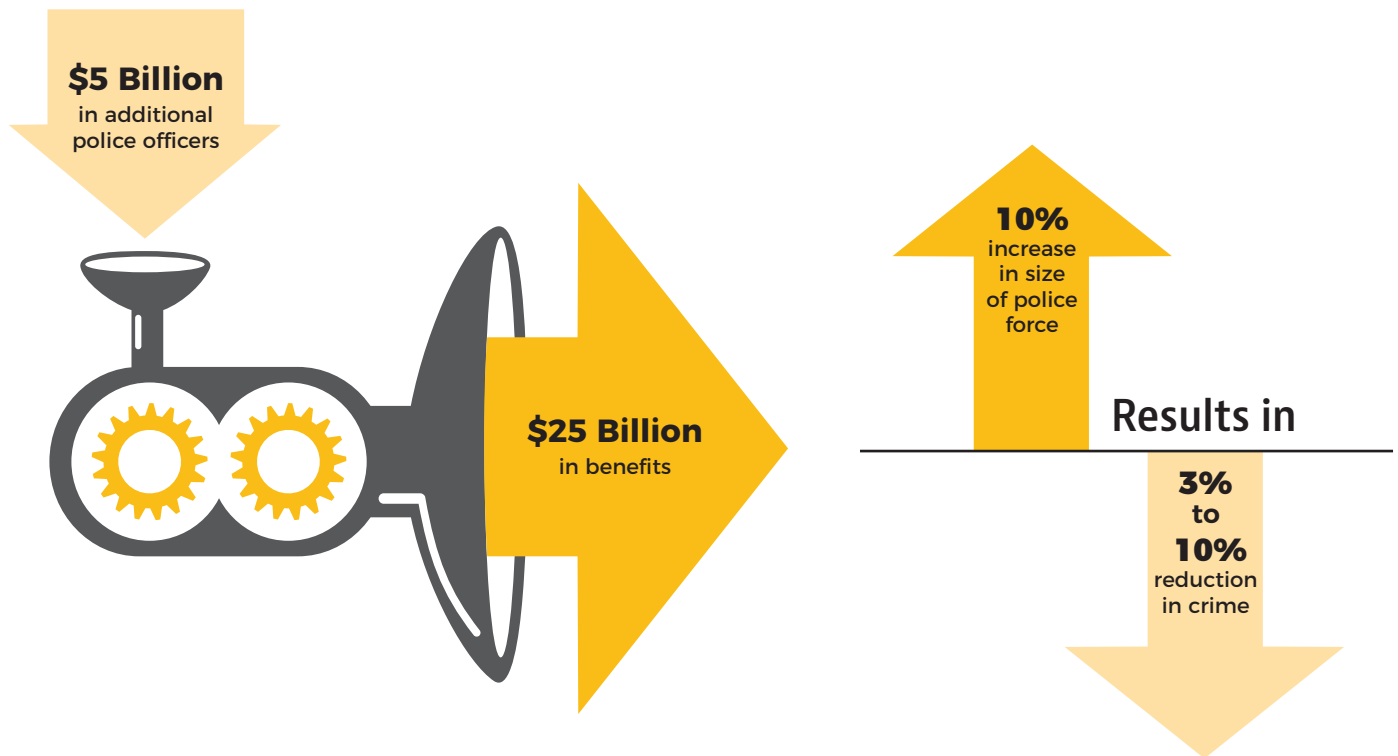 $5 Billion
in additional
police officers
$25 Billion
in benefits
10%
increase
in size
of police
force
Results in
3%
to
10%
reduction
in crime